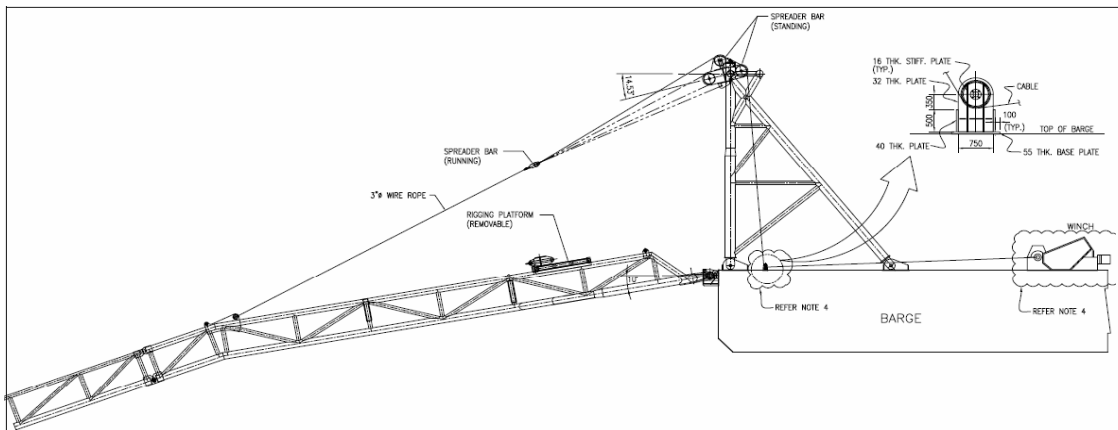 SPREADER BAR
(STANDING)
16 THK. STIFF. PLATE
(TYP.)
32 THK. PLATE
CABLE
350
500
100
(TYP.)
TOP OF BARGE
40 THK. PLATE
750
55 THK. BASE PLATE
14.53°
SPREADER BAR
(RUNNING)
3"Ø WIRE ROPE
RIGGING PLATFORM
(REMOVABLE)
10°
WINCH
REFER NOTE 4
REFER NOTE 4
BARGE